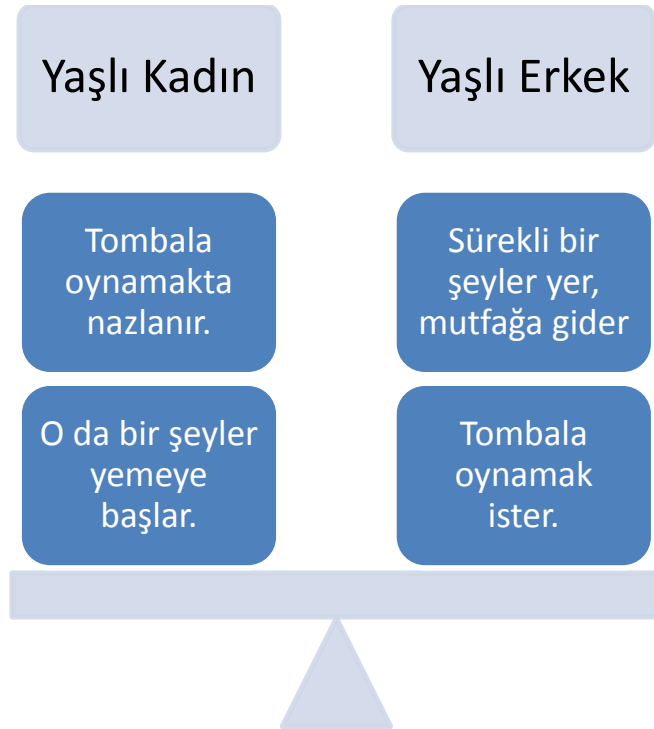 Yaşlı Kadın
Tombala
oynamakta
nazlanır.
O da bir şeyler
yemeye
başlar.
Yaşlı Erkek
Sürekli bir
şeyler yer,
mutfağa gider
Tombala
oynamak
ister.